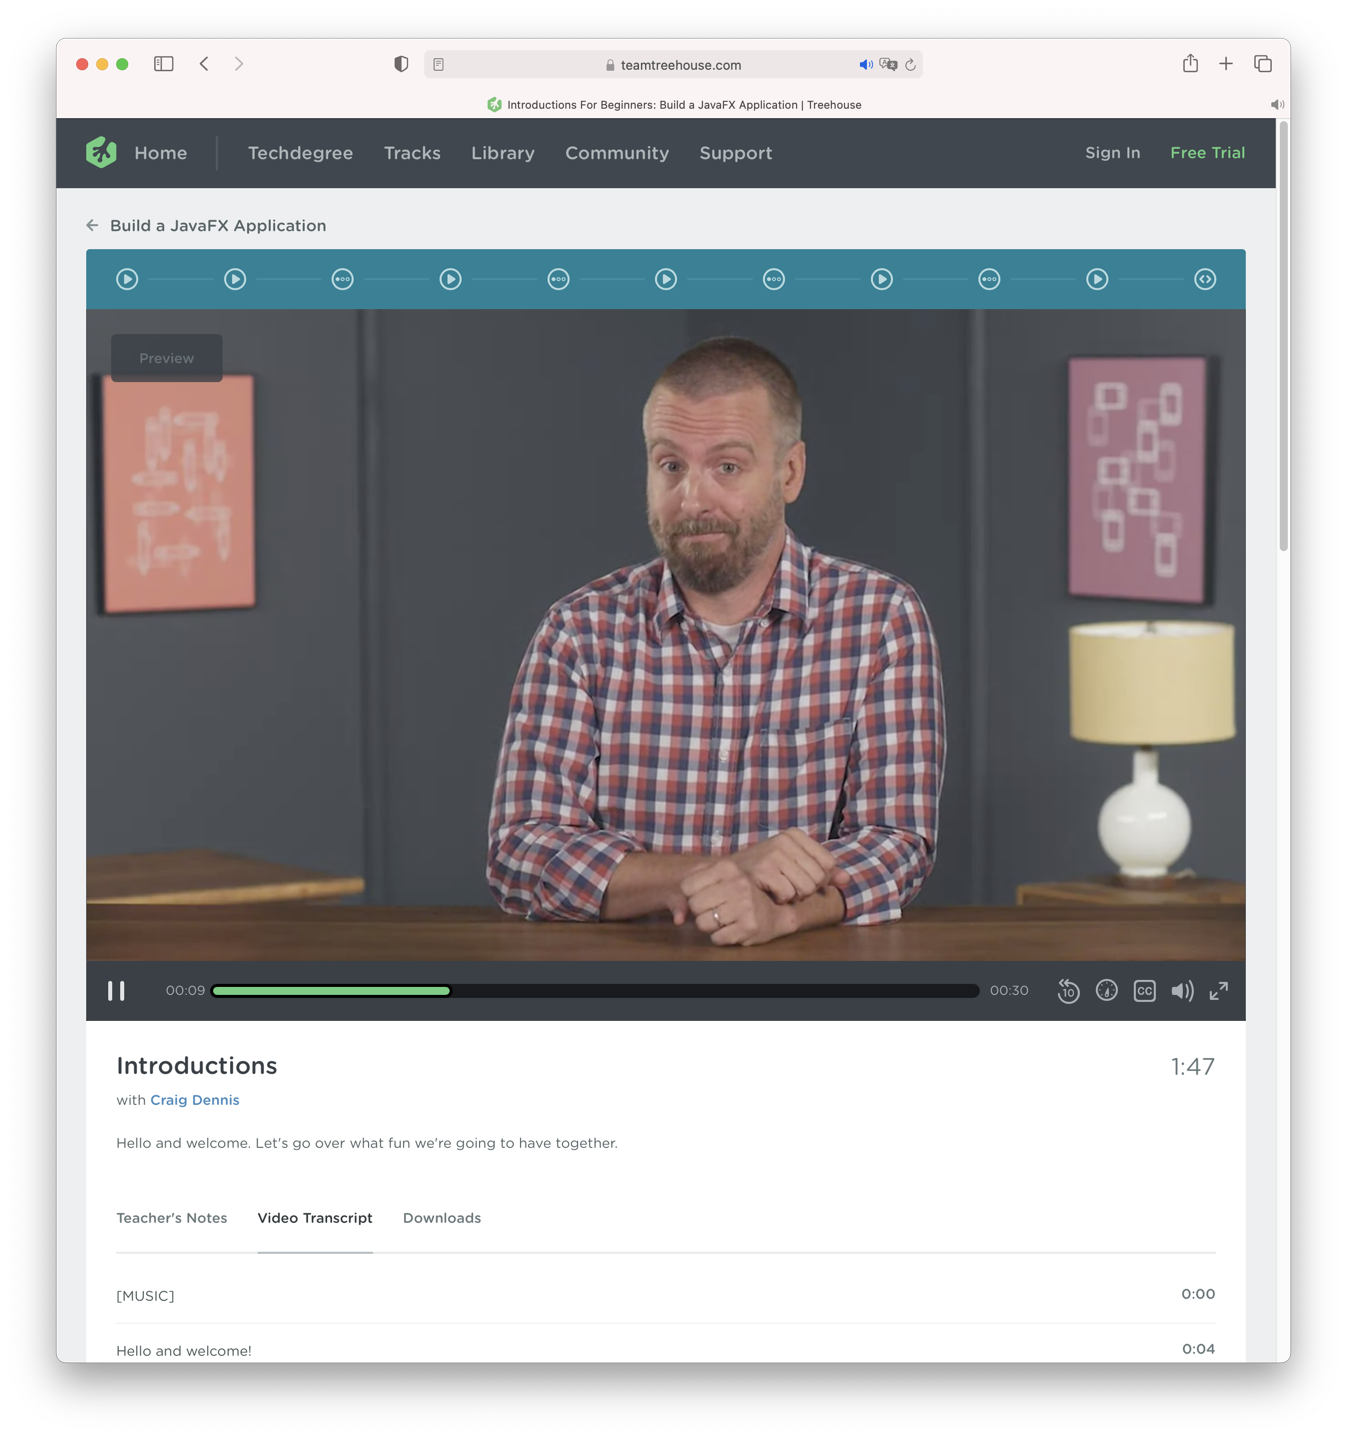 teamtreehouse.com
Introductions For Beginners: Build a JavaFX Application | Treehouse
Home Techdegree Tracks Library Community Support Sign In Free Trial
Build a JavaFX Application
Preview
00:09 00:30 10 CC
Introductions 1:47
with Craig Dennis
Hello and welcome. Let's go over what fun we're going to have together.
Teacher's Notes Video Transcript Downloads
[MUSIC] 0:00
Hello and welcome! 0:04